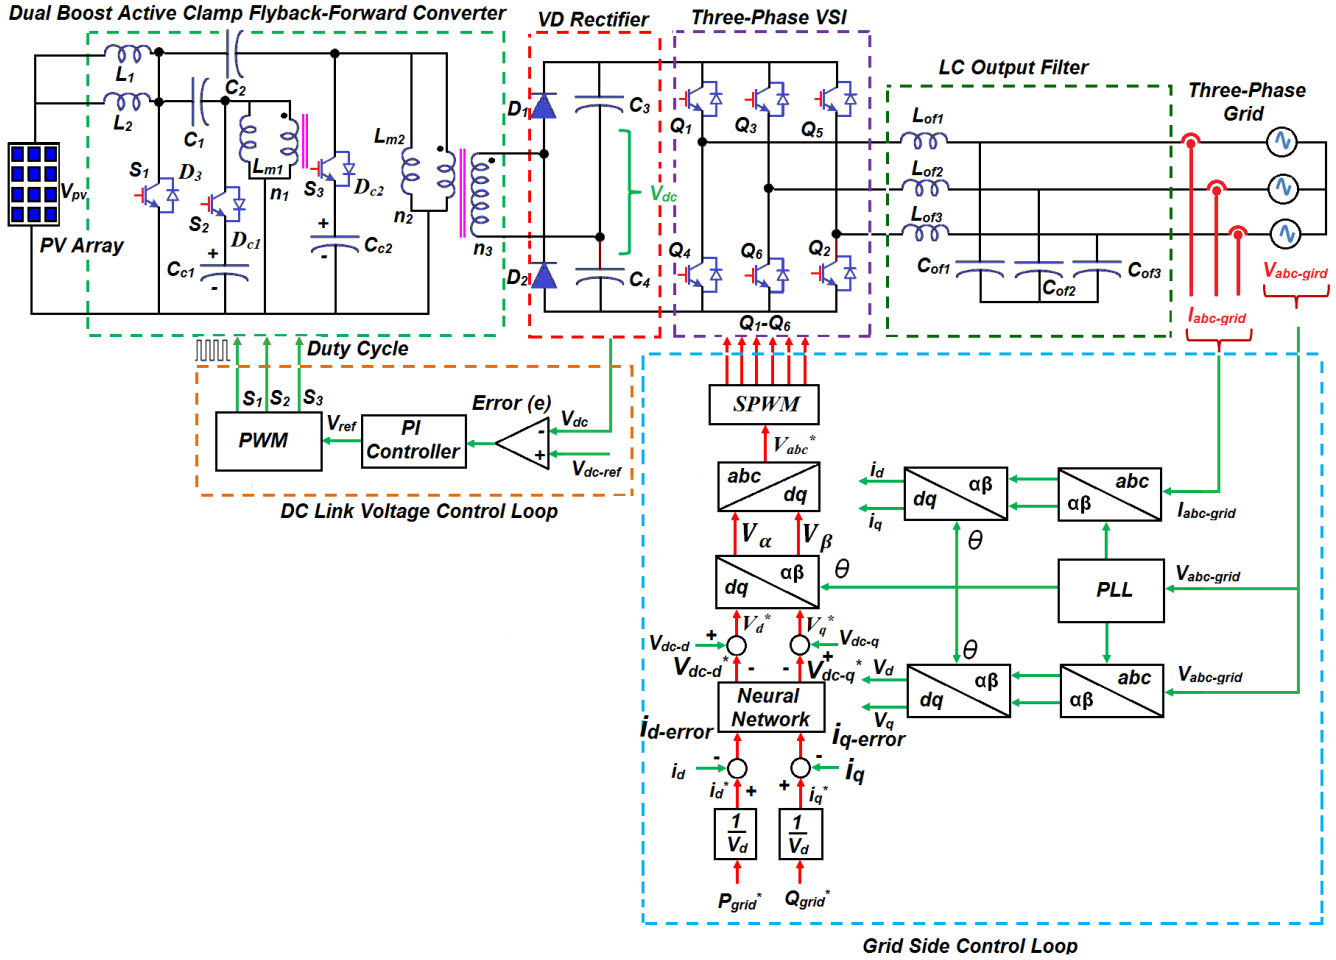 Dual Boost Active Clamp Flyback-Forward Converter
VD Rectifier
Three-Phase VSI
LC Output Filter
Three-Phase
Grid
L1
L2
C2
C1
Lm1
n1
Lm2
n2
n3
S1
D3
S2
Dc1
S3
Dc2
+
-
Cc1
+
-
Cc2
Vpv
PV Array
D1
D2
C3
C4
Vdc
Q1
Q3
Q5
Q4
Q6
Q2
Q1-Q6
Lof1
Lof2
Lof3
Cof1
Cof2
Cof3
Vabc-gird
Iabc-grid
Duty Cycle
S1
S2
S3
PWM
Vref
PI
Controller
Error (e)
-
+
Vdc
Vdc-ref
DC Link Voltage Control Loop
SPWM
Vabc*
abc
dq
Vα
Vβ
dq
αβ
θ
Vd*
Vq*
Vdc-d
+
Vdc-q
+
Vdc-d*
-
-
Vdc-q*
Neural
Network
id-error
iq-error
id
-
-
iq
id*
+
+
iq*
1
Vd
1
Vd
Pgrid*
Qgrid*
id
iq
αβ
dq
abc
αβ
Iabc-grid
θ
PLL
Vabc-grid
θ
Vd
Vq
αβ
dq
abc
αβ
Vabc-grid
Grid Side Control Loop